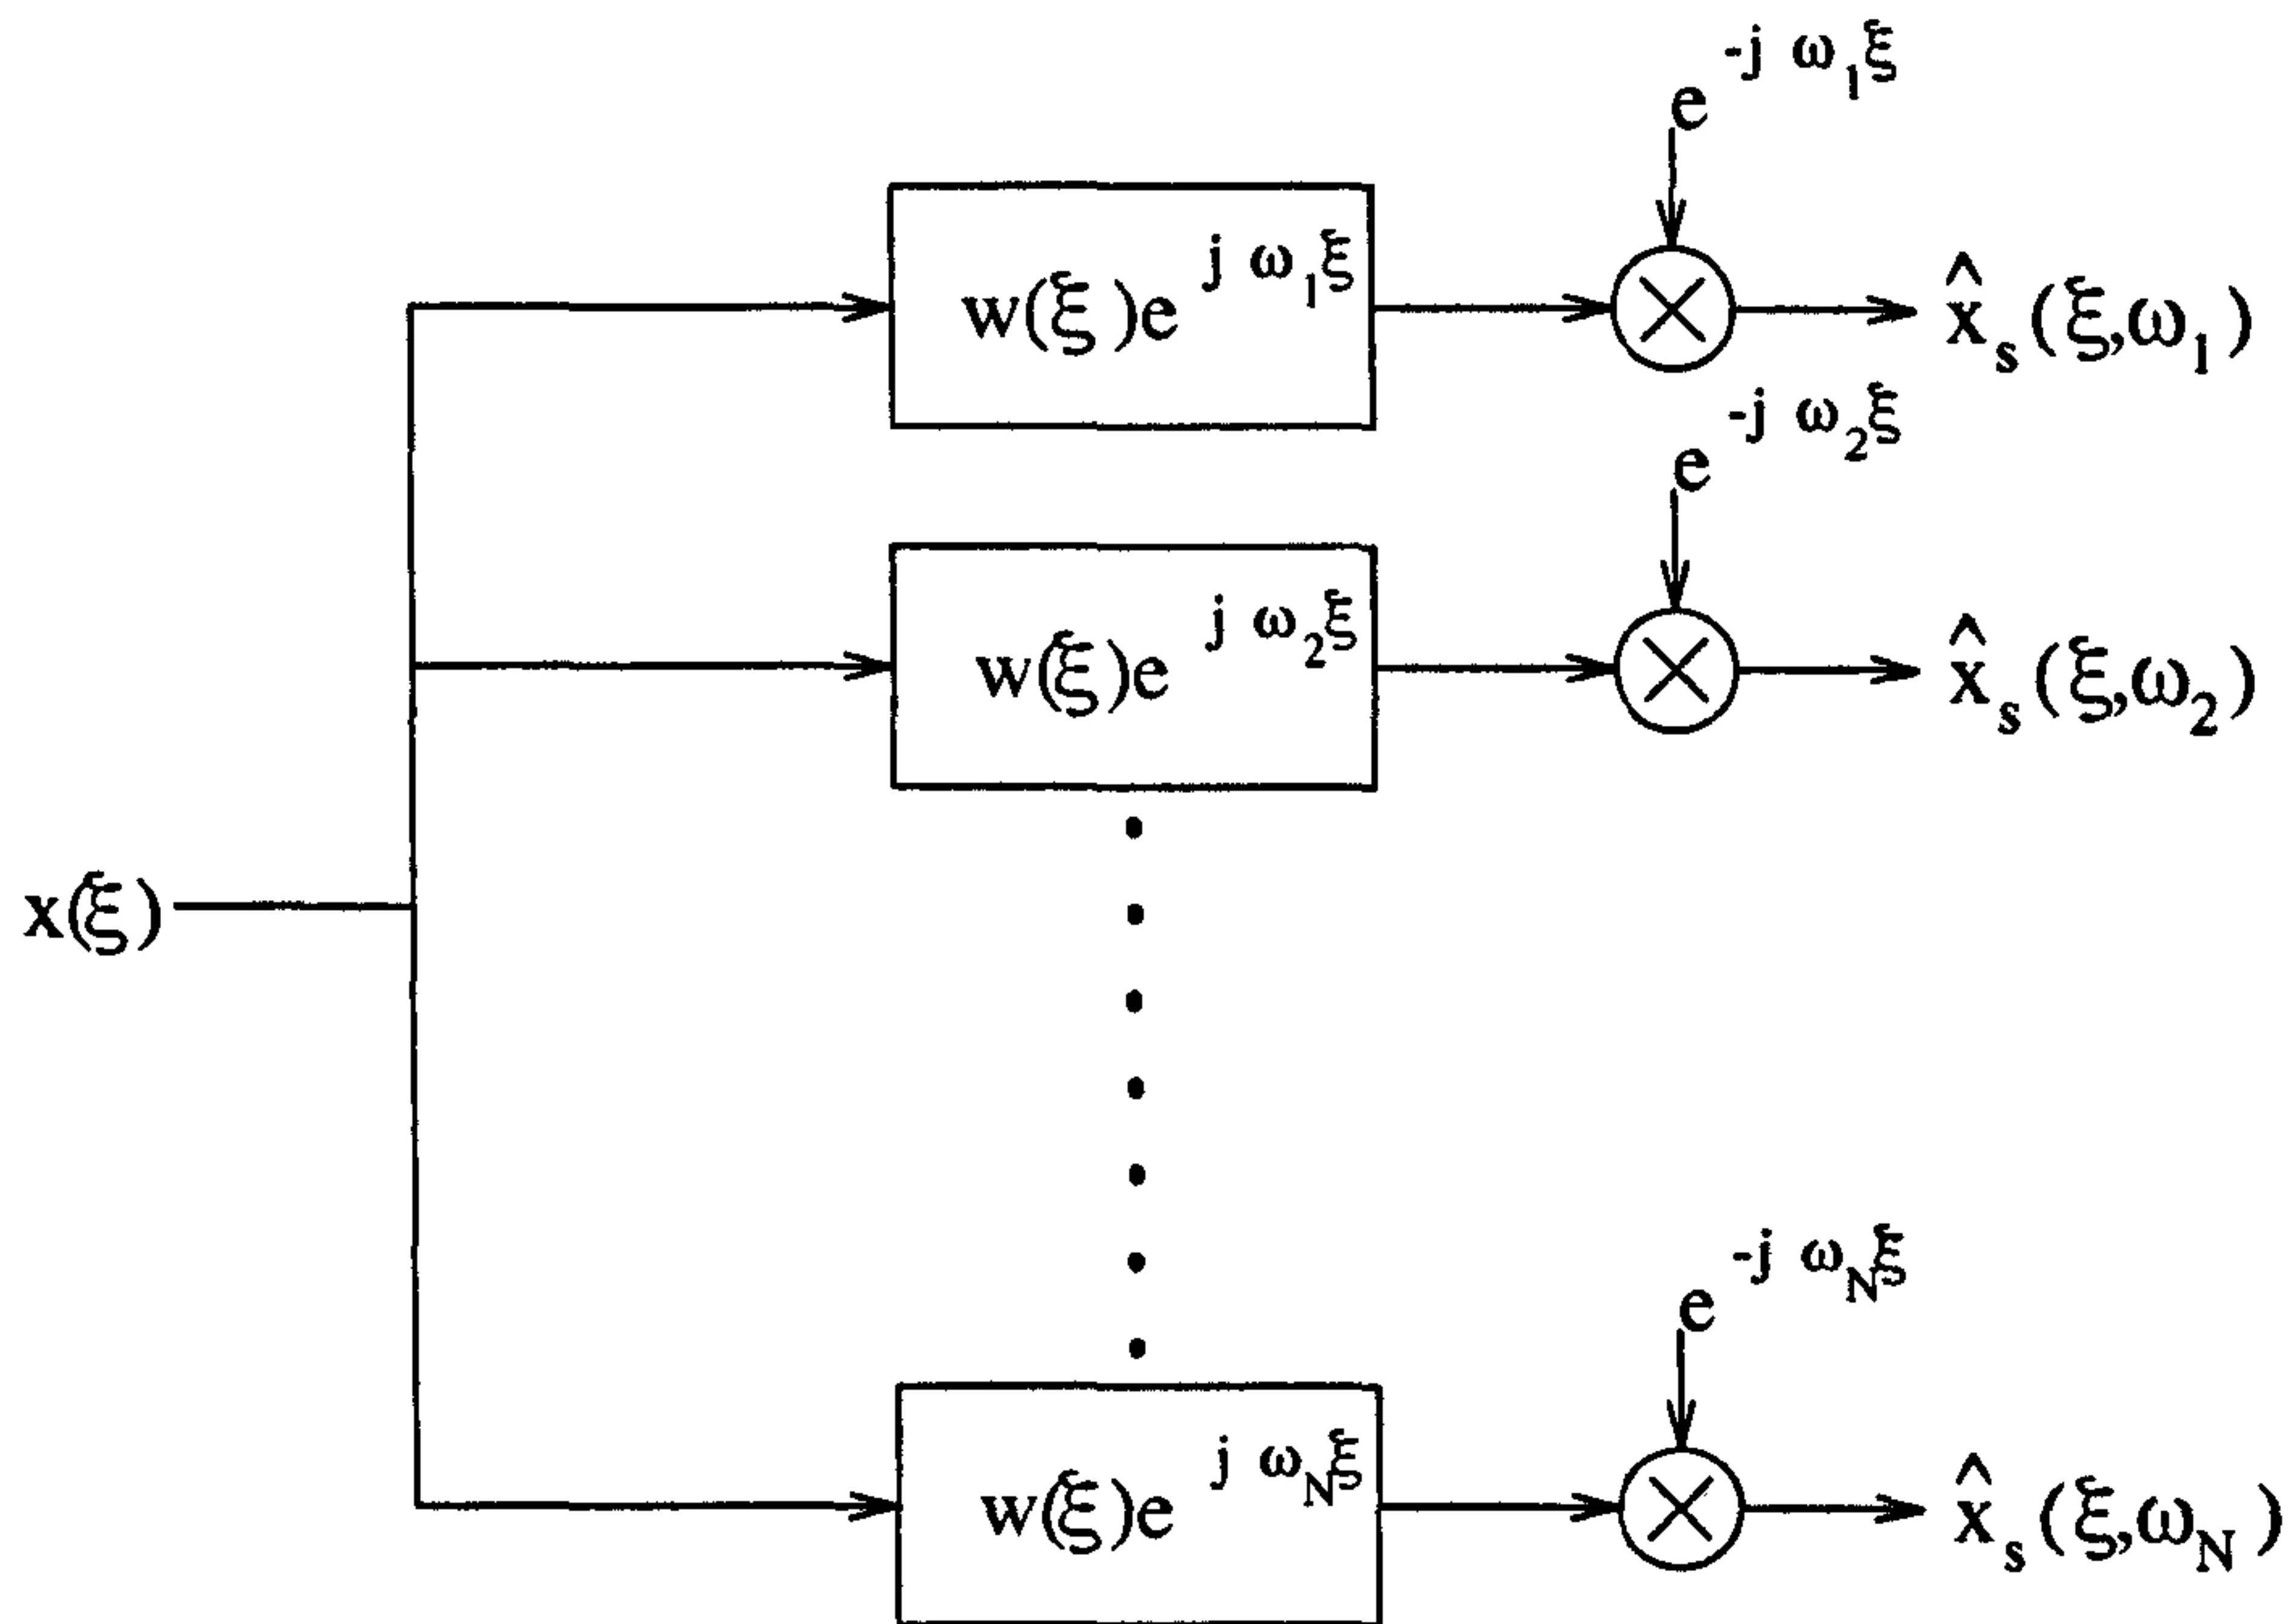 e^{-j ω_1 ξ}
w(ξ)e^{j ω_1 ξ}
x̂_s(ξ,ω_1)
e^{-j ω_2 ξ}
w(ξ)e^{j ω_2 ξ}
x̂_s(ξ,ω_2)
x(ξ)
e^{-j ω_N ξ}
w(ξ)e^{j ω_N ξ}
x̂_s(ξ,ω_N)